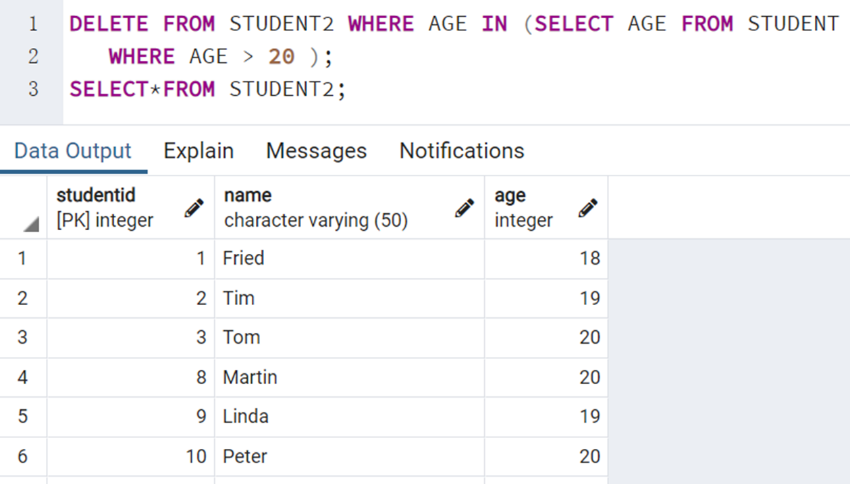 1 DELETE FROM STUDENT2 WHERE AGE IN (SELECT AGE FROM STUDENT
2 WHERE AGE > 20 );
3 SELECT*FROM STUDENT2;
Data Output Explain Messages Notifications
studentid name age
[PK] integer character varying (50) integer
1 1 Fried 18
2 2 Tim 19
3 3 Tom 20
4 8 Martin 20
5 9 Linda 19
6 10 Peter 20